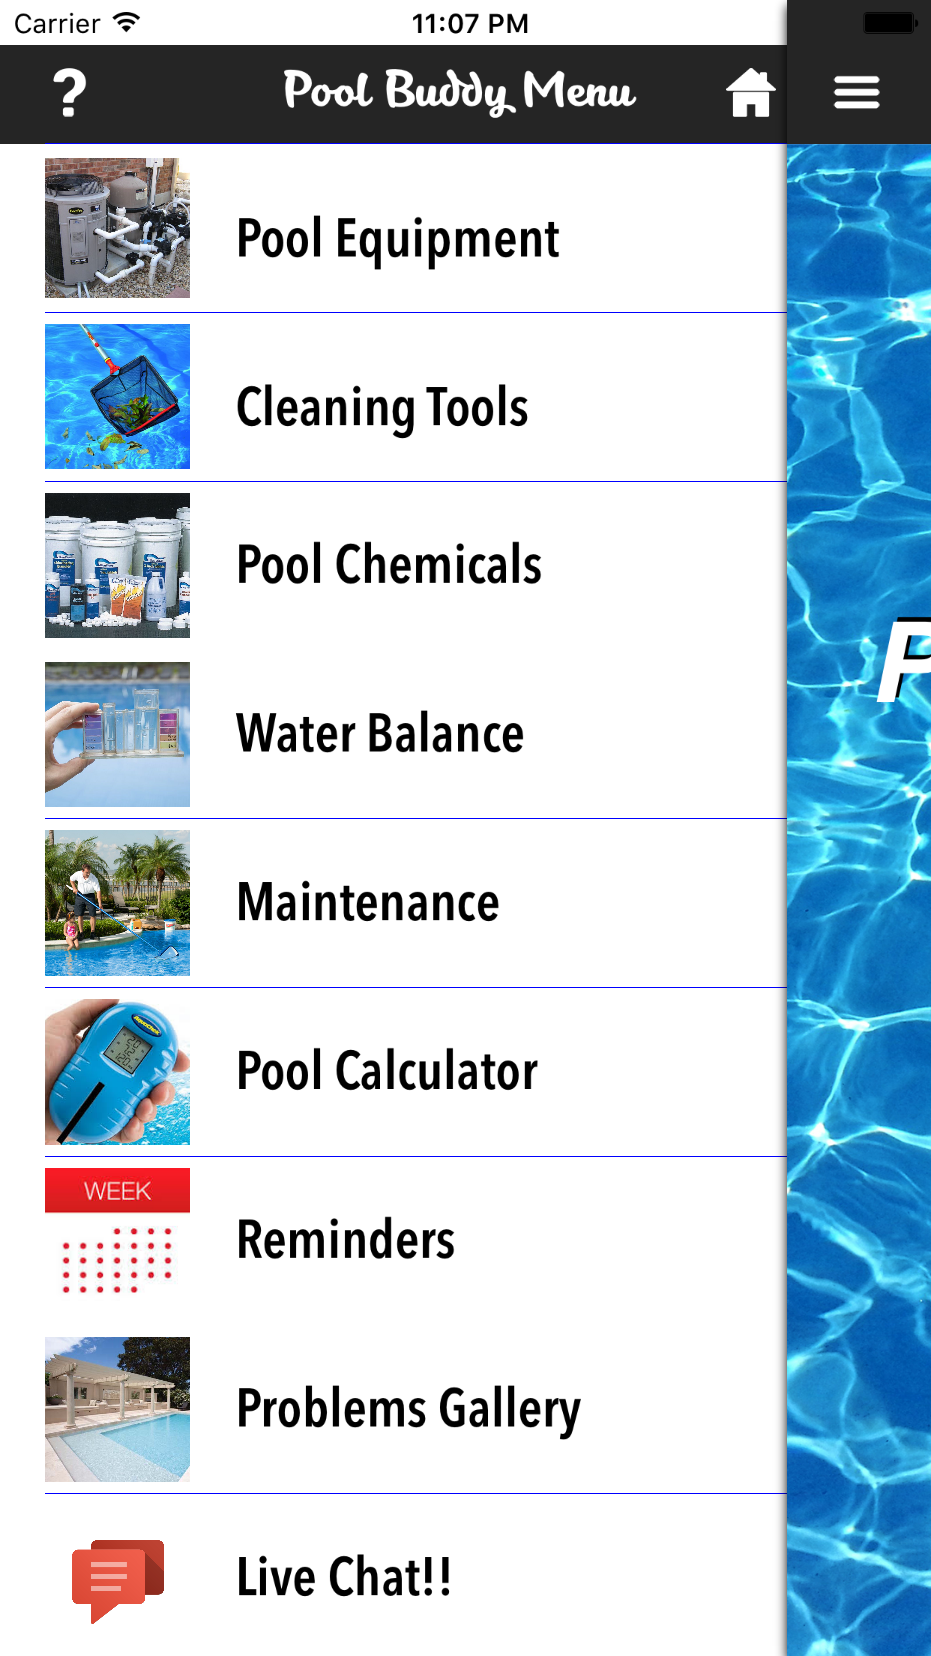 Carrier 11:07 PM
? Pool Buddy Menu
Pool Equipment
Cleaning Tools
Pool Chemicals
P
Water Balance
Maintenance
Pool Calculator
WEEK
Reminders
Problems Gallery
Live Chat!!